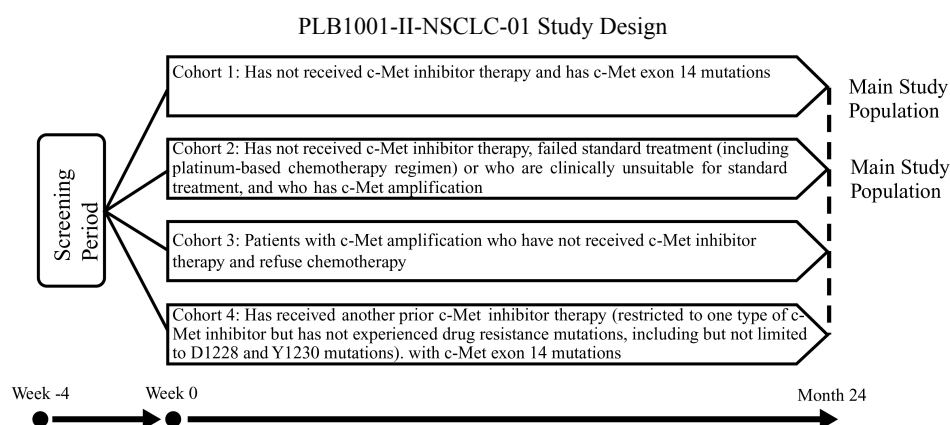 PLB1001-II-NSCLC-01 Study Design
Screening
Period
Cohort 1: Has not received c-Met inhibitor therapy and has c-Met exon 14 mutations
Main Study
Population
Cohort 2: Has not received c-Met inhibitor therapy, failed standard treatment (including
platinum-based chemotherapy regimen) or who are clinically unsuitable for standard
treatment, and who has c-Met amplification
Main Study
Population
Cohort 3: Patients with c-Met amplification who have not received c-Met inhibitor
therapy and refuse chemotherapy
Cohort 4: Has received another prior c-Met inhibitor therapy (restricted to one type of c-
Met inhibitor but has not experienced drug resistance mutations, including but not limited
to D1228 and Y1230 mutations). with c-Met exon 14 mutations
Week -4
Week 0
Month 24